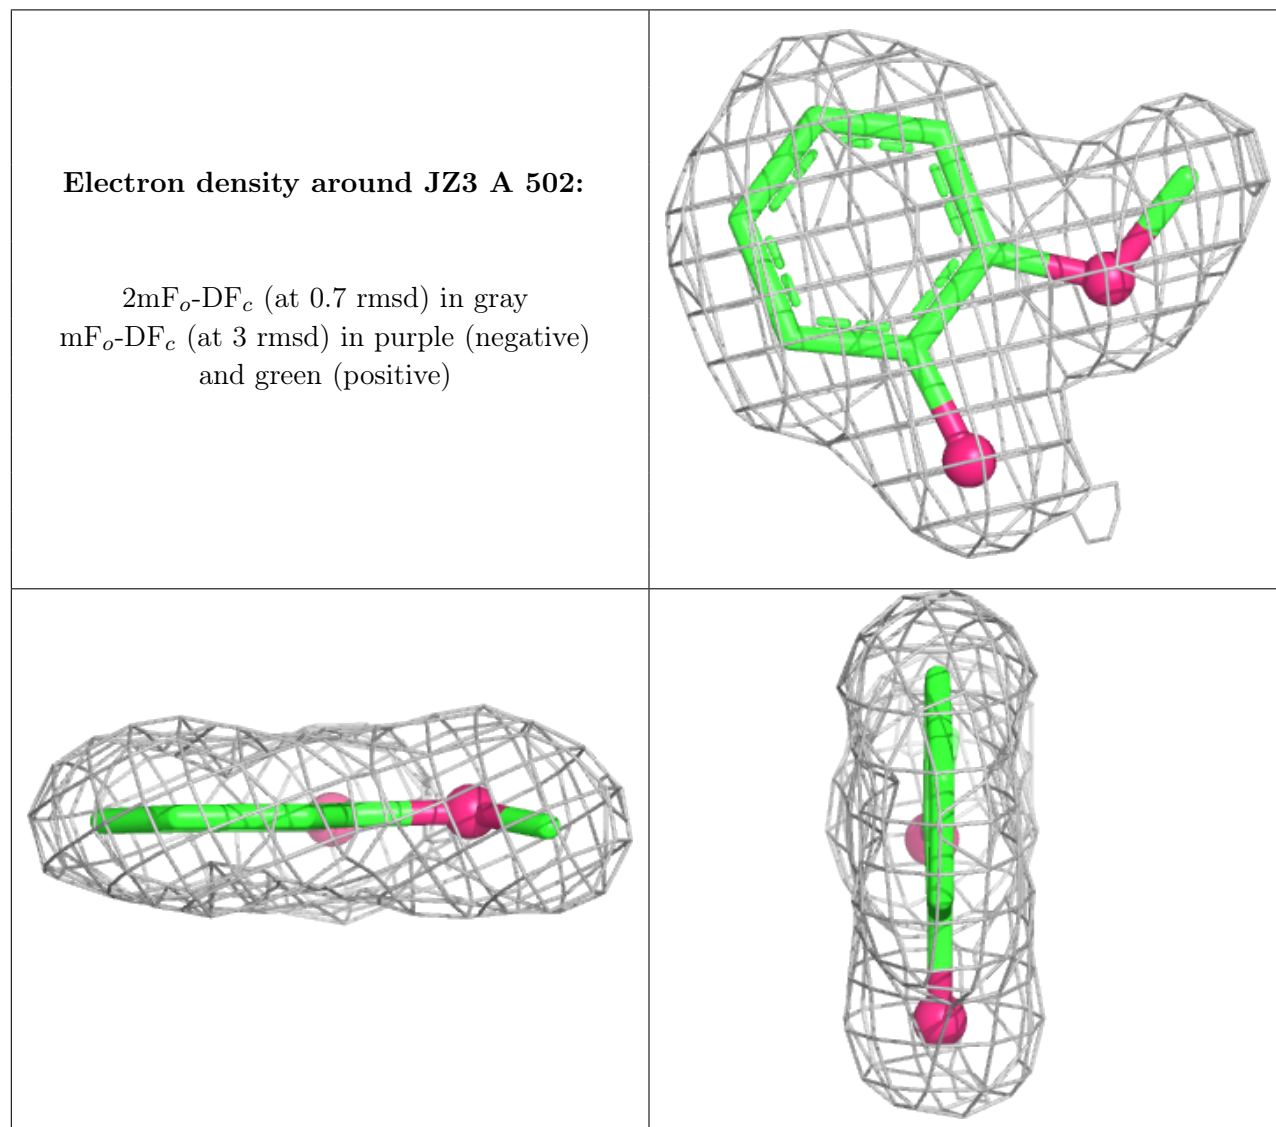 Electron density around JZ3 A 502:
2mFo-DFc (at 0.7 rmsd) in gray
mFo-DFc (at 3 rmsd) in purple (negative)
and green (positive)